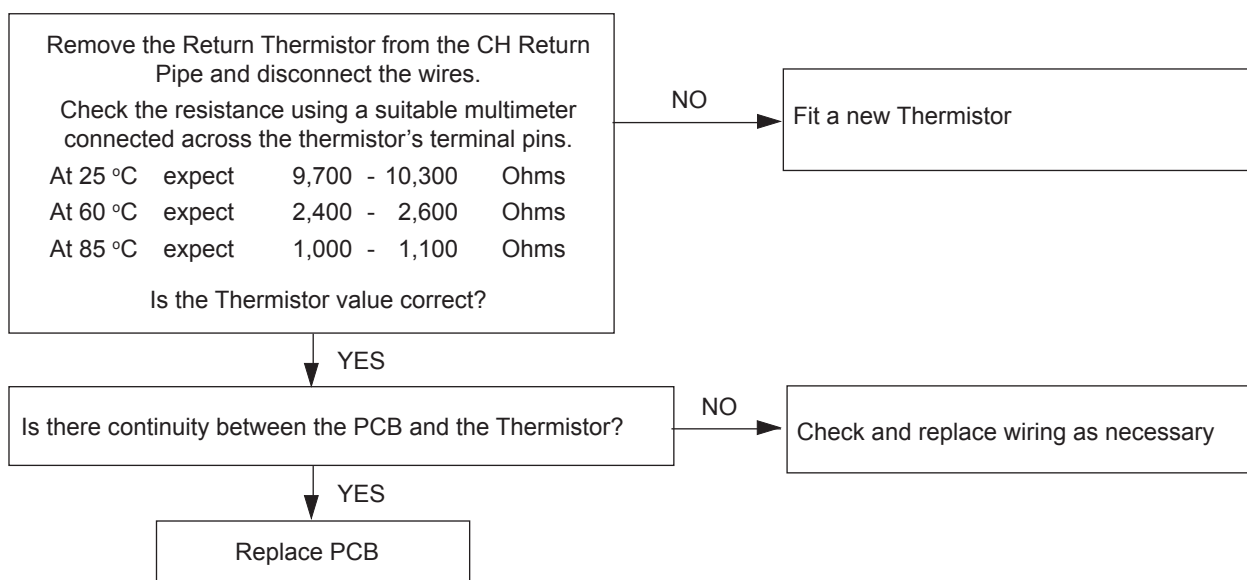 Remove the Return Thermistor from the CH Return
Pipe and disconnect the wires.
Check the resistance using a suitable multimeter
connected across the thermistor's terminal pins.
At 25 °C expect 9,700 - 10,300 Ohms
At 60 °C expect 2,400 - 2,600 Ohms
At 85 °C expect 1,000 - 1,100 Ohms
Is the Thermistor value correct?
NO
Fit a new Thermistor
YES
Is there continuity between the PCB and the Thermistor?
NO
Check and replace wiring as necessary
YES
Replace PCB